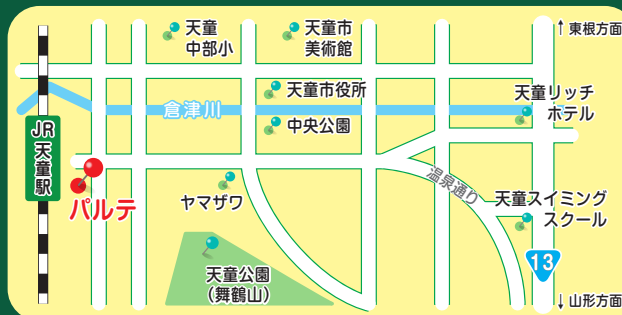 天童
中部小
天童市
美術館
↑東根方面
天童市役所
天童リッチ
ホテル
倉津川
中央公園
JR
天童駅
パルテ
ヤマザワ
温泉通り
天童スイミング
スクール
天童公園
(舞鶴山)
13
↓山形方面